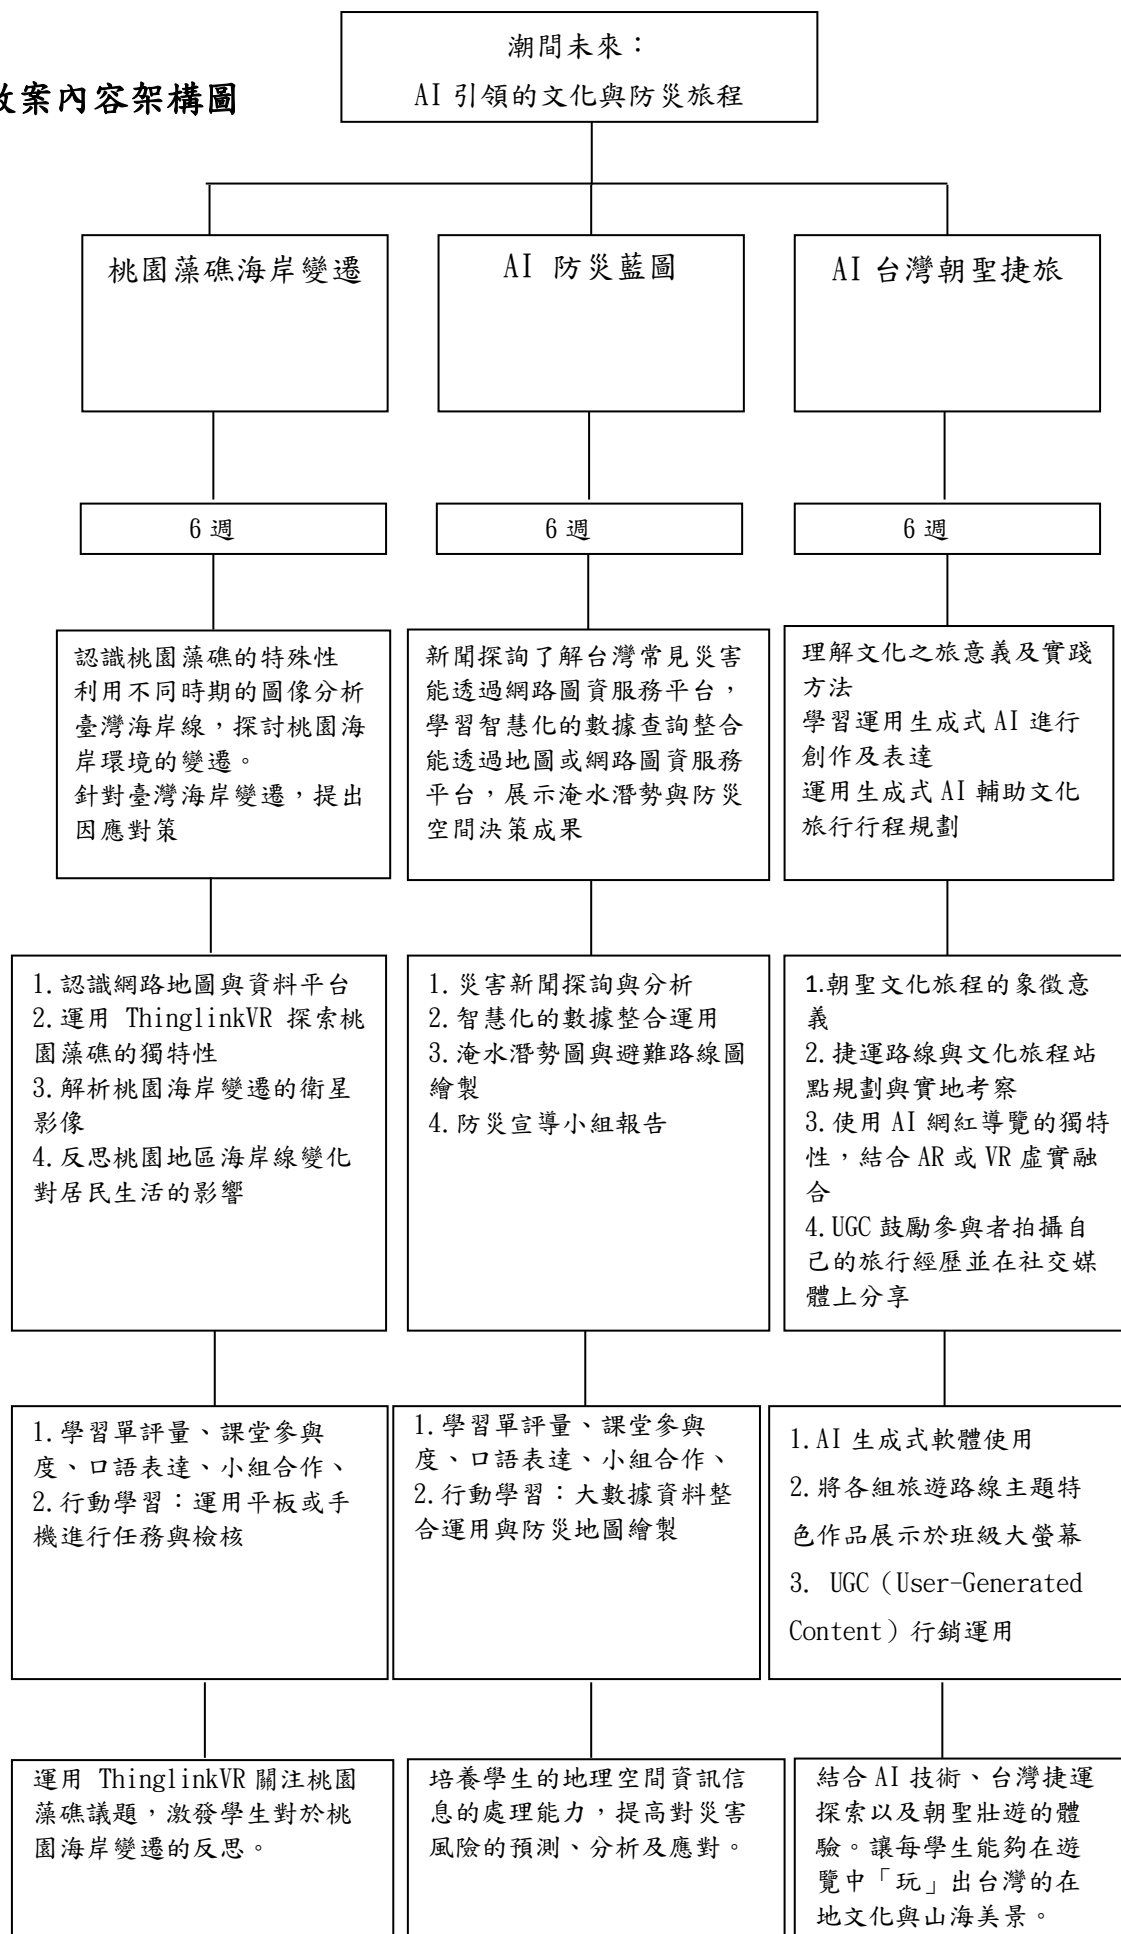 潮間未來：
AI 引領的文化與防災旅程
教案內容架構圖
桃園藻礁海岸變遷
AI 防災藍圖
AI 台灣朝聖捷旅
6 週
6 週
6 週
認識桃園藻礁的特殊性
利用不同時期的圖像分析
臺灣海岸線，探討桃園海
岸環境的變遷。
針對臺灣海岸變遷，提出
因應對策
新聞探詢了解台灣常見災害
能透過網路圖資服務平台，
學習智慧化的數據查詢整合
能透過地圖或網路圖資服務
平台，展示淹水潛勢與防災
空間決策成果
理解文化之旅意義及實踐
方法
學習運用生成式 AI 進行
創作及表達
運用生成式 AI 輔助文化
旅行行程規劃
1.認識網路地圖與資料平台
2.運用 ThinglinkVR 探索桃
園藻礁的獨特性
3.解析桃園海岸變遷的衛星
影像
4.反思桃園地區海岸線變化
對居民生活的影響
1.災害新聞探詢與分析
2.智慧化的數據整合運用
3.淹水潛勢圖與避難路線圖
繪製
4.防災宣導小組報告
1.朝聖文化旅程的象徵意
義
2.捷運路線與文化旅程站
點規劃與實地考察
3.使用 AI 網紅導覽的獨特
性，結合 AR 或 VR 虛實融
合
4.UGC 鼓勵參與者拍攝自
己的旅行經歷並在社交媒
體上分享
1.學習單評量、課堂參與
度、口語表達、小組合作、
2.行動學習：運用平板或手
機進行任務與檢核
1.學習單評量、課堂參與
度、口語表達、小組合作、
2.行動學習：大數據資料整
合運用與防災地圖繪製
1.AI 生成式軟體使用
2.將各組旅遊路線主題特
色作品展示於班級大螢幕
3. UGC（User-Generated
Content）行銷運用
運用 ThinglinkVR 關注桃園
藻礁議題，激發學生對於桃
園海岸變遷的反思。
培養學生的地理空間資訊信
息的處理能力，提高對災害
風險的預測、分析及應對。
結合 AI 技術、台灣捷運
探索以及朝聖壯遊的體
驗。讓每學生能夠在遊
覽中「玩」出台灣的在
地文化與山海美景。